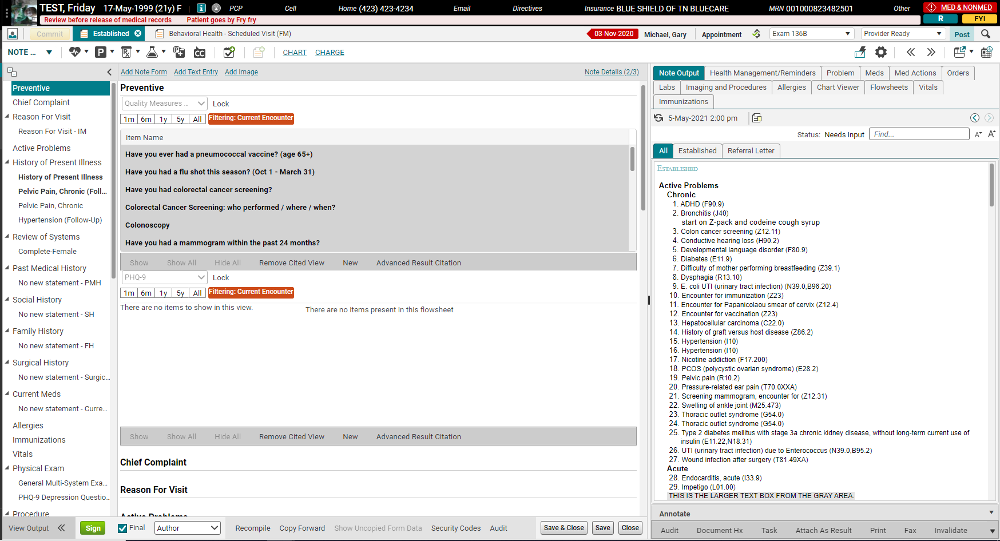 TEST, Friday 17-May-1999 (21y) F PCP Cell Home (423) 423-4234 Email Directives Insurance BLUE SHIELD OF TN BLUECARE MRN 001000823482501 Other MED & NONMED
Review before release of medical records Patient goes by Fry fry R FYI
Commit Established Behavioral Health - Scheduled Visit (FM) 03-Nov-2020 Michael, Gary Appointment Exam 136B Provider Ready Post
NOTE ... CHART CHARGE
Add Note Form Add Text Entry Add Image Note Details (2/3)
Preventive
Chief Complaint
Reason For Visit
Reason For Visit - IM
Active Problems
History of Present Illness
History of Present Illness
Pelvic Pain, Chronic (Foll...
Pelvic Pain, Chronic
Hypertension (Follow-Up)
Review of Systems
Complete-Female
Past Medical History
No new statement - PMH
Social History
No new statement - SH
Family History
No new statement - FH
Surgical History
No new statement - Surgic...
Current Meds
No new statement - Curre...
Allergies
Immunizations
Vitals
Physical Exam
General Multi-System Exa...
PHQ-9 Depression Questio...
Procedure
Preventive
Quality Measures ... Lock
1m 6m 1y 5y All Filtering: Current Encounter
Item Name
Have you ever had a pneumococcal vaccine? (age 65+)
Have you had a flu shot this season? (Oct 1 - March 31)
Have you had colorectal cancer screening?
Colorectal Cancer Screening: who performed / where / when?
Colonoscopy
Have you had a mammogram within the past 24 months?
Show Show All Hide All Remove Cited View New Advanced Result Citation
PHQ-9 Lock
1m 6m 1y 5y All Filtering: Current Encounter
There are no items to show in this view. There are no items present in this flowsheet
Show Show All Hide All Remove Cited View New Advanced Result Citation
Chief Complaint
Reason For Visit
Active Problems
Note Output Health Management/Reminders Problem Meds Med Actions Orders
Labs Imaging and Procedures Allergies Chart Viewer Flowsheets Vitals
Immunizations
5-May-2021 2:00 pm
Status: Needs Input Find...
All Established Referral Letter
ESTABLISHED
Active Problems
Chronic
1. ADHD (F90.9)
2. Bronchitis (J40)
start on Z-pack and codeine cough syrup
3. Colon cancer screening (Z12.11)
4. Conductive hearing loss (H90.2)
5. Developmental language disorder (F80.9)
6. Diabetes (E11.9)
7. Difficulty of mother performing breastfeeding (Z39.1)
8. Dysphagia (R13.10)
9. E. coli UTI (urinary tract infection) (N39.0,B96.20)
10. Encounter for immunization (Z23)
11. Encounter for Papanicolaou smear of cervix (Z12.4)
12. Encounter for vaccination (Z23)
13. Hepatocellular carcinoma (C22.0)
14. History of graft versus host disease (Z86.2)
15. Hypertension (I10)
16. Hypertension (I10)
17. Nicotine addiction (F17.200)
18. PCOS (polycystic ovarian syndrome) (E28.2)
19. Pelvic pain (R10.2)
20. Pressure-related ear pain (T70.0XXA)
21. Screening mammogram, encounter for (Z12.31)
22. Swelling of ankle joint (M25.473)
23. Thoracic outlet syndrome (G54.0)
24. Thoracic outlet syndrome (G54.0)
25. Type 2 diabetes mellitus with stage 3a chronic kidney disease, without long-term current use of
insulin (E11.22,N18.31)
26. UTI (urinary tract infection) due to Enterococcus (N39.0,B95.2)
27. Wound infection after surgery (T81.49XA)
Acute
28. Endocarditis, acute (I33.9)
29. Impetigo (L01.00)
THIS IS THE LARGER TEXT BOX FROM THE GRAY AREA.
Annotate
View Output Sign Final Author Recompile Copy Forward Show Uncopied Form Data Security Codes Audit Save & Close Save Close
Audit Document Hx Task Attach As Result Print Fax Invalidate